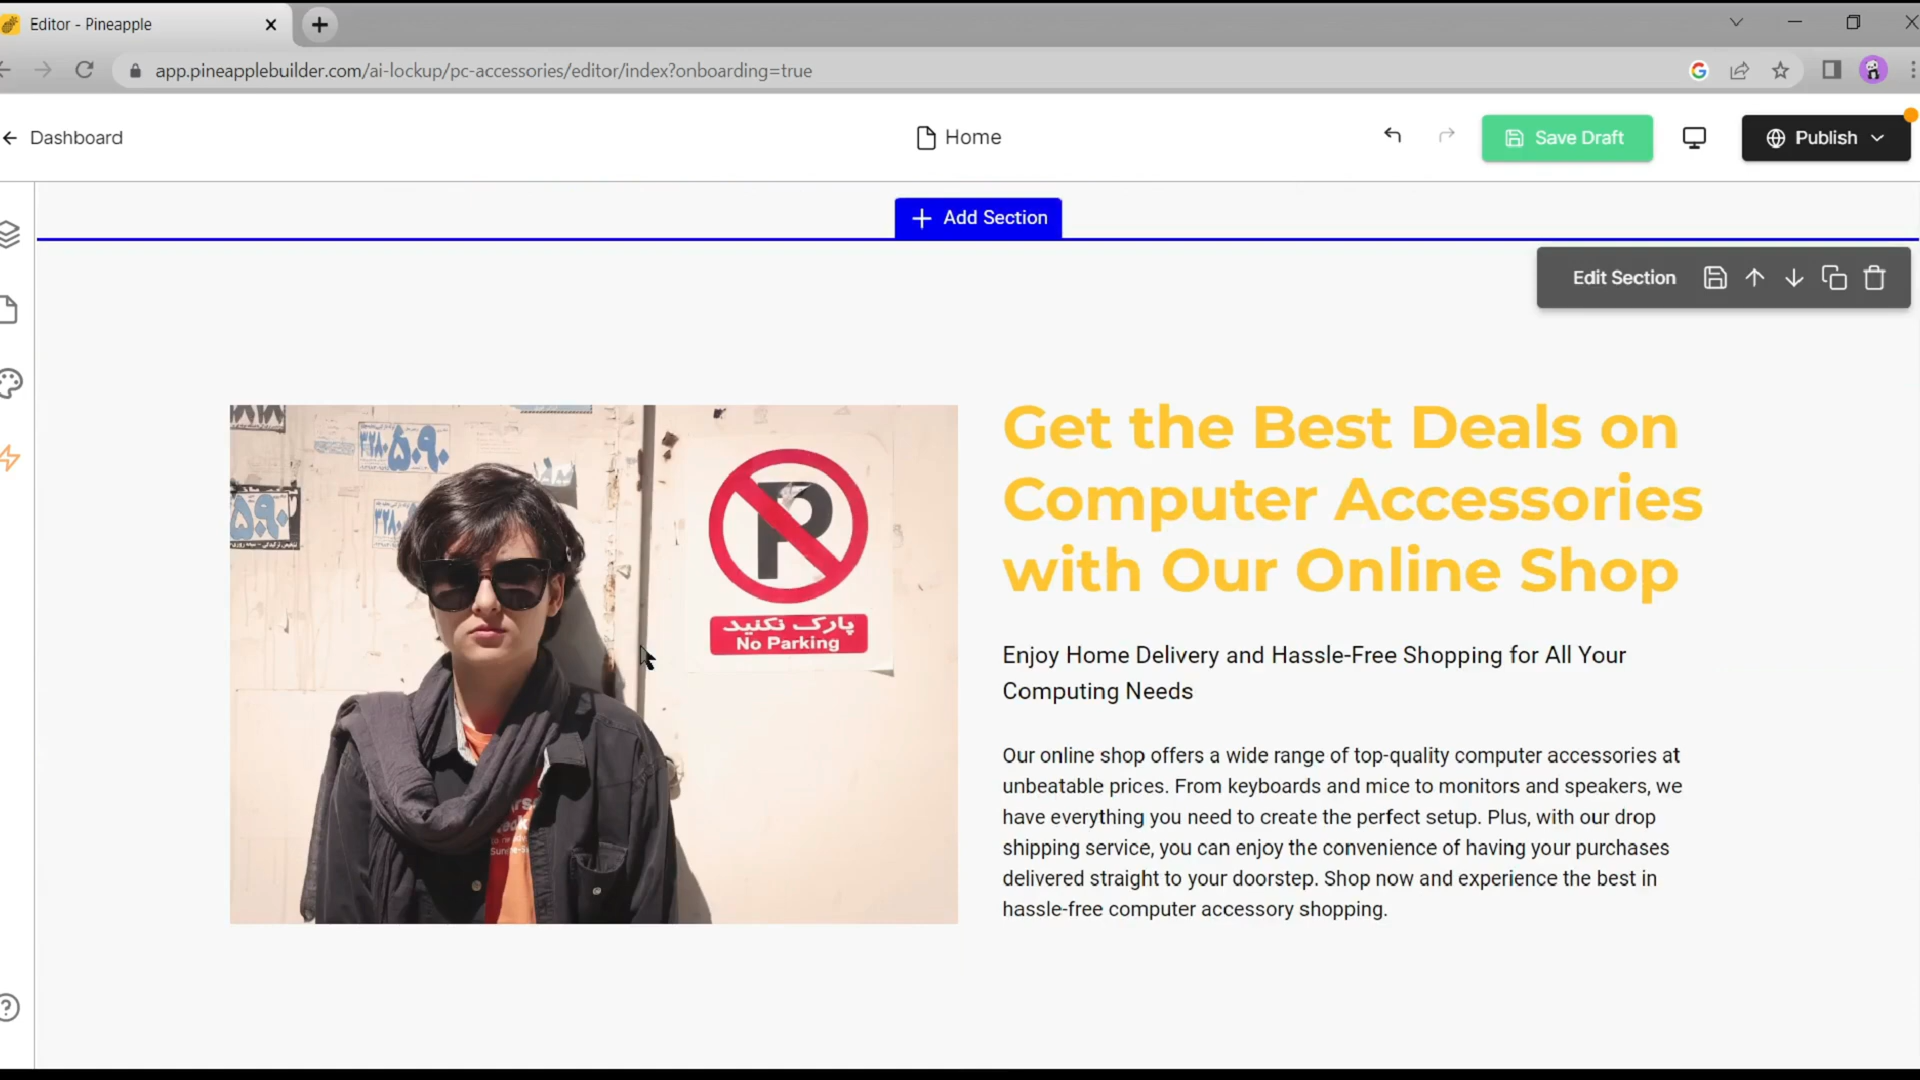 Editor - Pineapple
app.pineapplebuilder.com/ai-lockup/pc-accessories/editor/index?onboarding=true
Dashboard
Home
Save Draft
Publish
Add Section
Edit Section
۵۰۹۰
۵۰۹۰
پارک نکنید
No Parking
Get the Best Deals on
Computer Accessories
with Our Online Shop
Enjoy Home Delivery and Hassle-Free Shopping for All Your
Computing Needs
Our online shop offers a wide range of top-quality computer accessories at
unbeatable prices. From keyboards and mice to monitors and speakers, we
have everything you need to create the perfect setup. Plus, with our drop
shipping service, you can enjoy the convenience of having your purchases
delivered straight to your doorstep. Shop now and experience the best in
hassle-free computer accessory shopping.